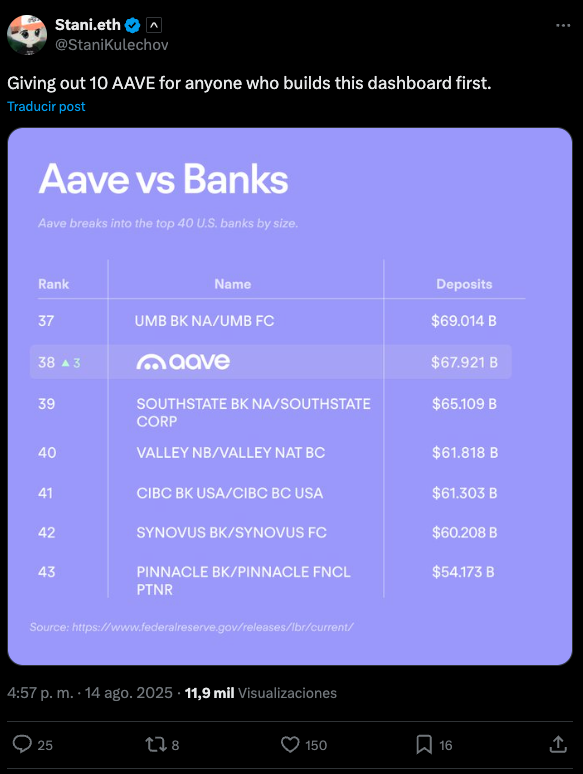 Stani.eth
@StaniKulechov
Giving out 10 AAVE for anyone who builds this dashboard first.
Traducir post
Aave vs Banks
Aave breaks into the top 40 U.S. banks by size.
Rank Name Deposits
37 UMB BK NA/UMB FC $69.014 B
38 ▲ 3 aave $67.921 B
39 SOUTHSTATE BK NA/SOUTHSTATE $65.109 B
CORP
40 VALLEY NB/VALLEY NAT BC $61.818 B
41 CIBC BK USA/CIBC BC USA $61.303 B
42 SYNOVUS BK/SYNOVUS FC $60.208 B
43 PINNACLE BK/PINNACLE FNCL $54.173 B
PTNR
Source: https://www.federalreserve.gov/releases/lbr/current/
4:57 p. m. · 14 ago. 2025 · 11,9 mil Visualizaciones
25 8 150 16